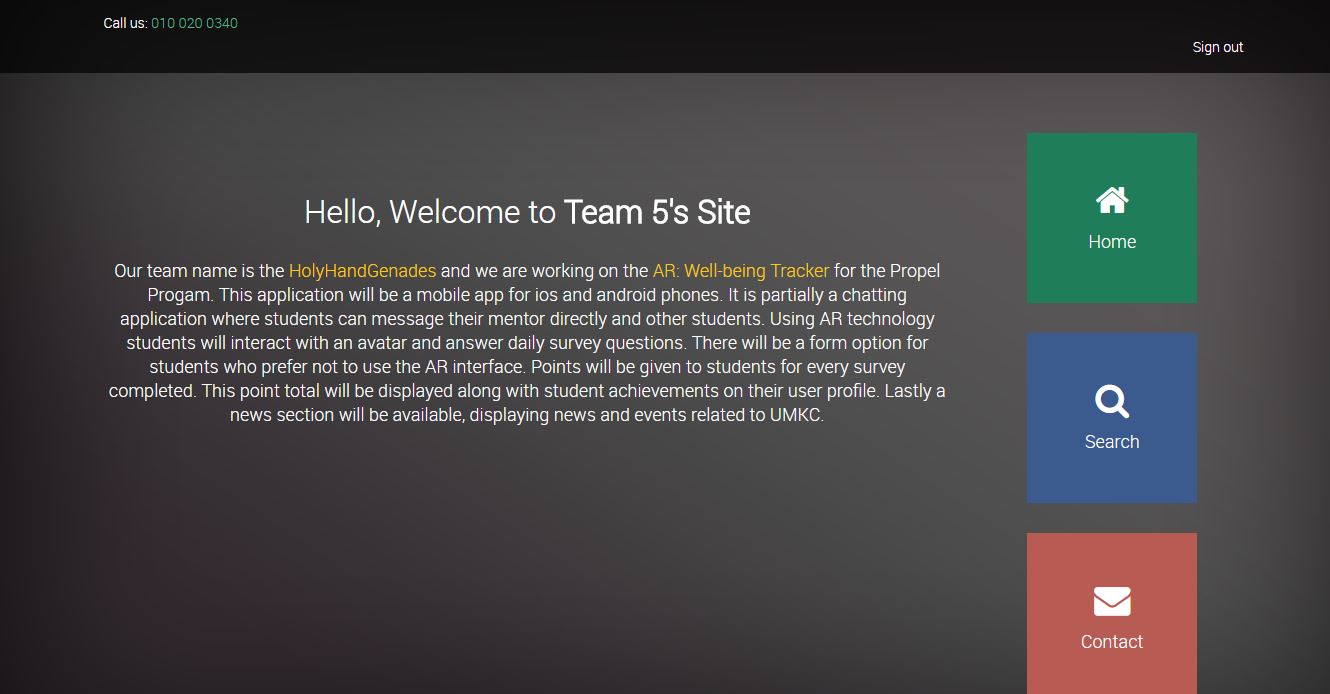 Call us: 010 020 0340
Sign out
Hello, Welcome to Team 5's Site
Our team name is the HolyHandGenades and we are working on the AR: Well-being Tracker for the Propel
Progam. This application will be a mobile app for ios and android phones. It is partially a chatting
application where students can message their mentor directly and other students. Using AR technology
students will interact with an avatar and answer daily survey questions. There will be a form option for
students who prefer not to use the AR interface. Points will be given to students for every survey
completed. This point total will be displayed along with student achievements on their user profile. Lastly a
news section will be available, displaying news and events related to UMKC.
Home
Search
Contact